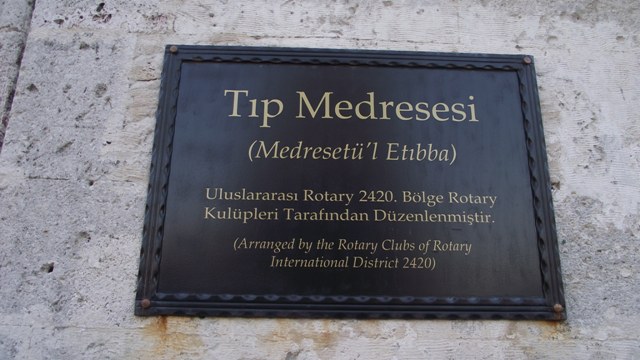 Tıp Medresesi
(Medresetü'l Etıbba)
Uluslararası Rotary 2420. Bölge Rotary
Kulüpleri Tarafından Düzenlenmiştir.
(Arranged by the Rotary Clubs of Rotary
International District 2420)